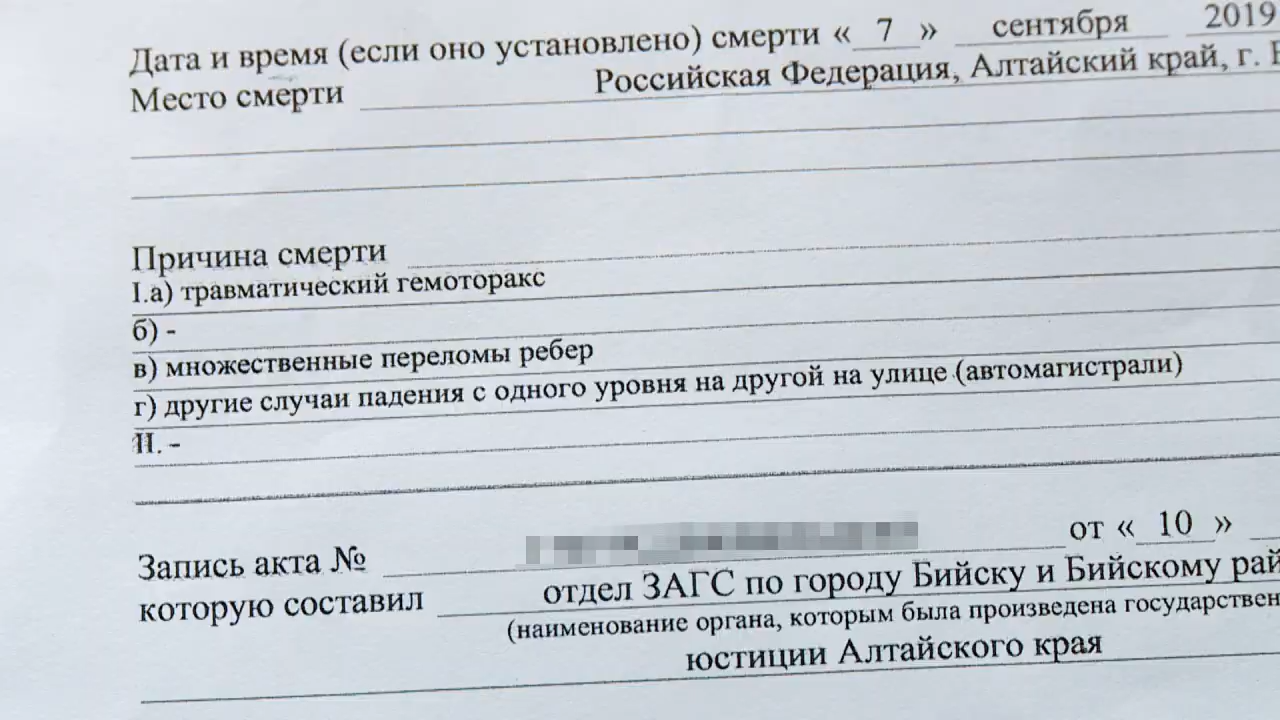 Дата и время (если оно установлено) смерти « 7 » сентября 2019
Место смерти Российская Федерация, Алтайский край, г.
Причина смерти
I.а) травматический гемоторакс
б) -
в) множественные переломы ребер
г) другие случаи падения с одного уровня на другой на улице (автомагистрали)
II. -
Запись акта № от « 10 »
которую составил отдел ЗАГС по городу Бийску и Бийскому рай
(наименование органа, которым была произведена государствен
юстиции Алтайского края